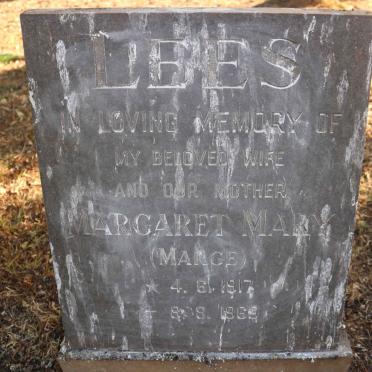 LEES
IN LOVING MEMORY OF
MY BELOVED WIFE
AND OUR MOTHER
MARGARET MARY
(MARGE)
* 4. 6. 1917